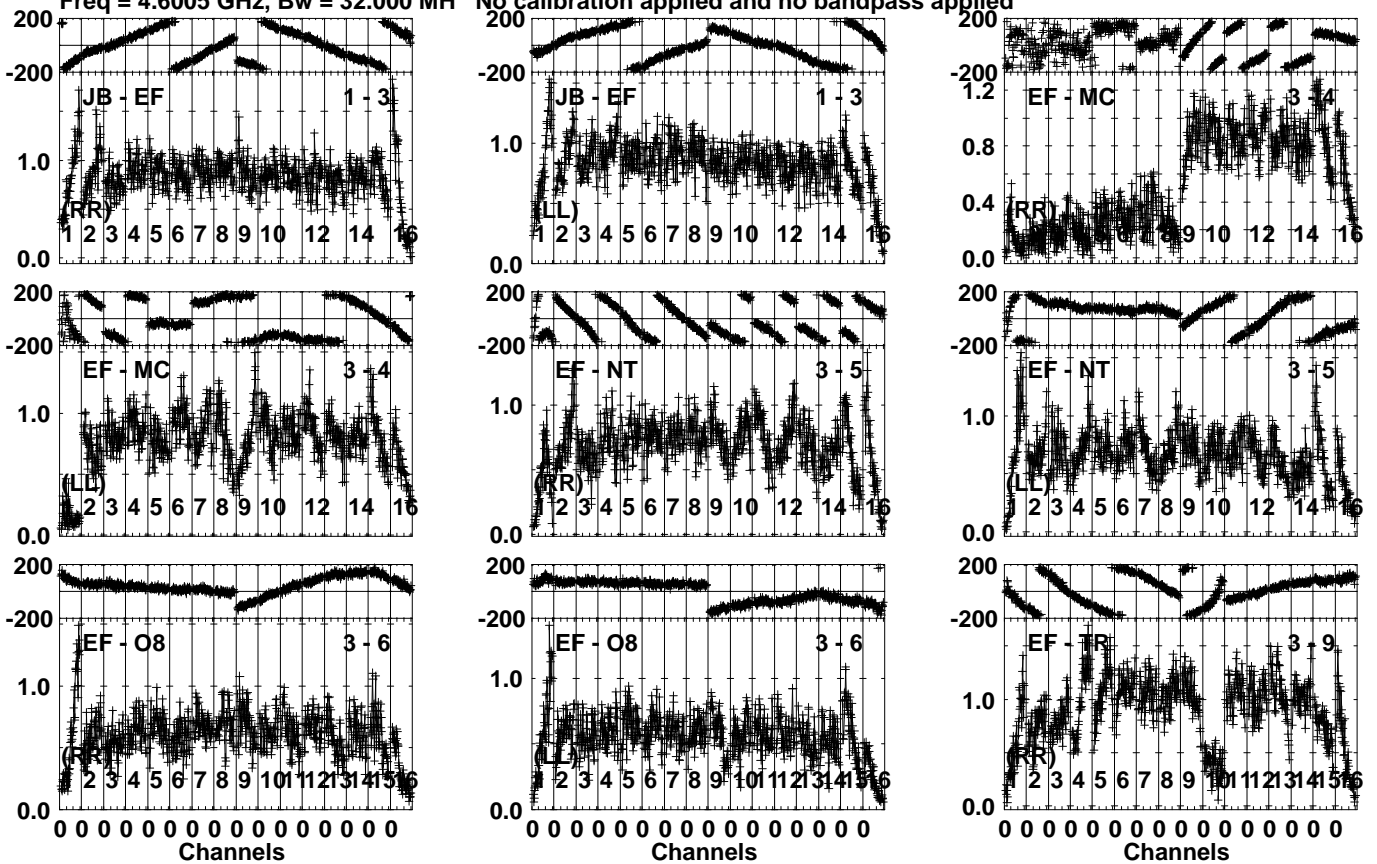 Freq = 4.6005 GHz, Bw = 32.000 MH No calibration applied and no bandpass applied
200
-200
JB - EF 1 - 3
1.0
(RR)
1 2 3 4 5 6 7 8 9 10 12 14 16
0.0
200
-200
JB - EF 1 - 3
1.0
(LL)
1 2 3 4 5 6 7 8 9 10 12 14 16
0.0
200
-200
1.2
EF - MC 3 - 4
0.8
0.4
(RR)
6 7 8 9 10 12 14 16
0.0
200
-200
EF - MC 3 - 4
1.0
(LL)
2 3 4 5 6 7 8 9 10 12 14 16
0.0
200
-200
EF - NT 3 - 5
1.0
(RR)
1 2 3 4 5 6 7 8 9 10 12 14 16
0.0
200
-200
EF - NT 3 - 5
1.0
(LL)
1 2 3 4 5 6 7 8 9 10 12 14 16
0.0
200
-200
EF - O8 3 - 6
1.0
(RR)
2 3 4 5 6 7 8 9 10 11 12 13 14 15 16
0.0
0 0 0 0 0 0 0 0 0 0 0 0 0 0 0 0
Channels
200
-200
EF - O8 3 - 6
1.0
(LL)
1 2 3 4 5 6 7 8 9 10 11 12 13 14 15 16
0.0
0 0 0 0 0 0 0 0 0 0 0 0 0 0 0 0
Channels
200
-200
EF - TR 3 - 9
1.0
(RR)
1 2 3 4 5 6 7 8 9 10 11 12 13 14 15 16
0.0
0 0 0 0 0 0 0 0 0 0 0 0 0 0 0 0
Channels